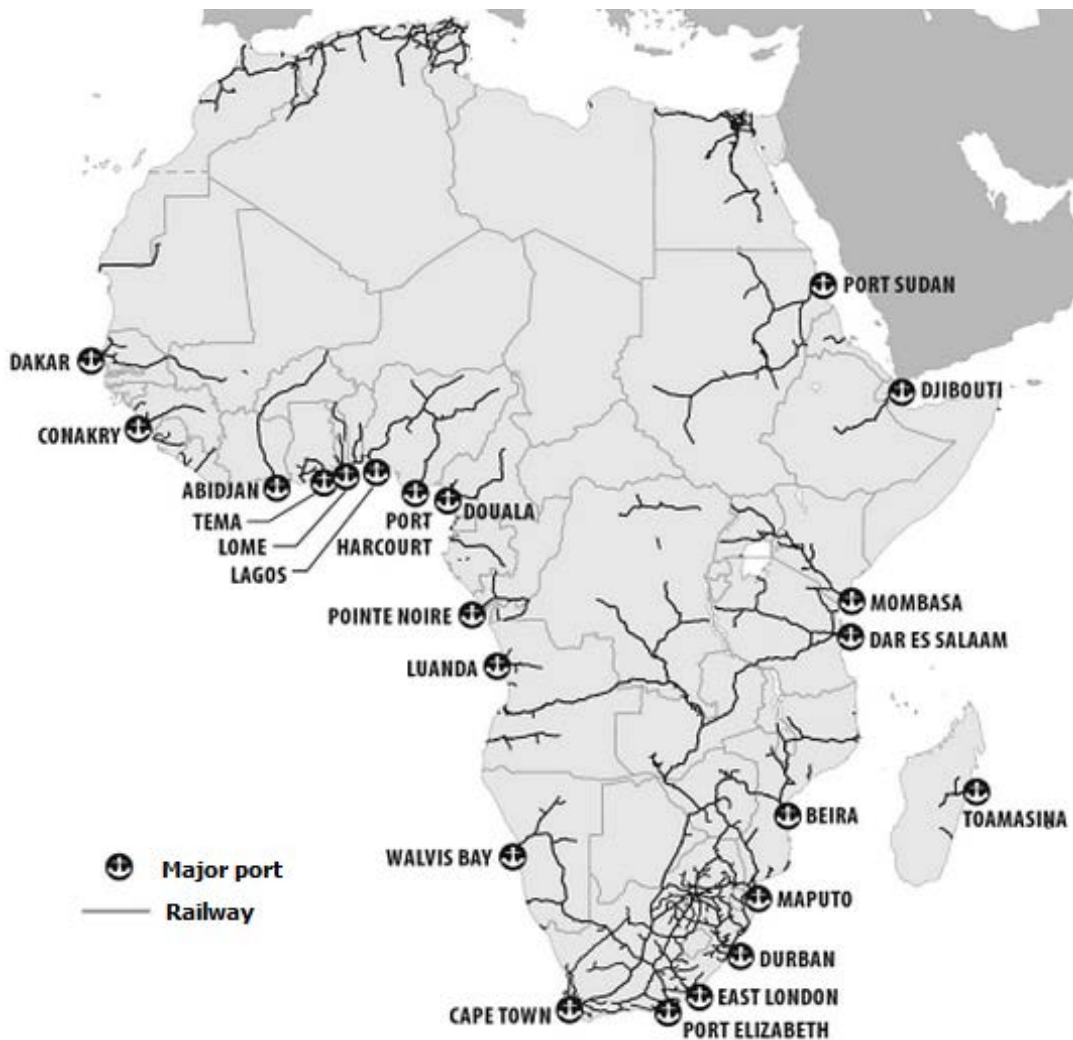 PORT SUDAN
DAKAR
DJIBOUTI
CONAKRY
ABIDJAN
TEMA
LOME
LAGOS
PORT
HARCOURT
DOUALA
POINTE NOIRE
MOMBASA
DAR ES SALAAM
LUANDA
TOAMASINA
BEIRA
WALVIS BAY
Major port
Railway
MAPUTO
DURBAN
EAST LONDON
CAPE TOWN
PORT ELIZABETH